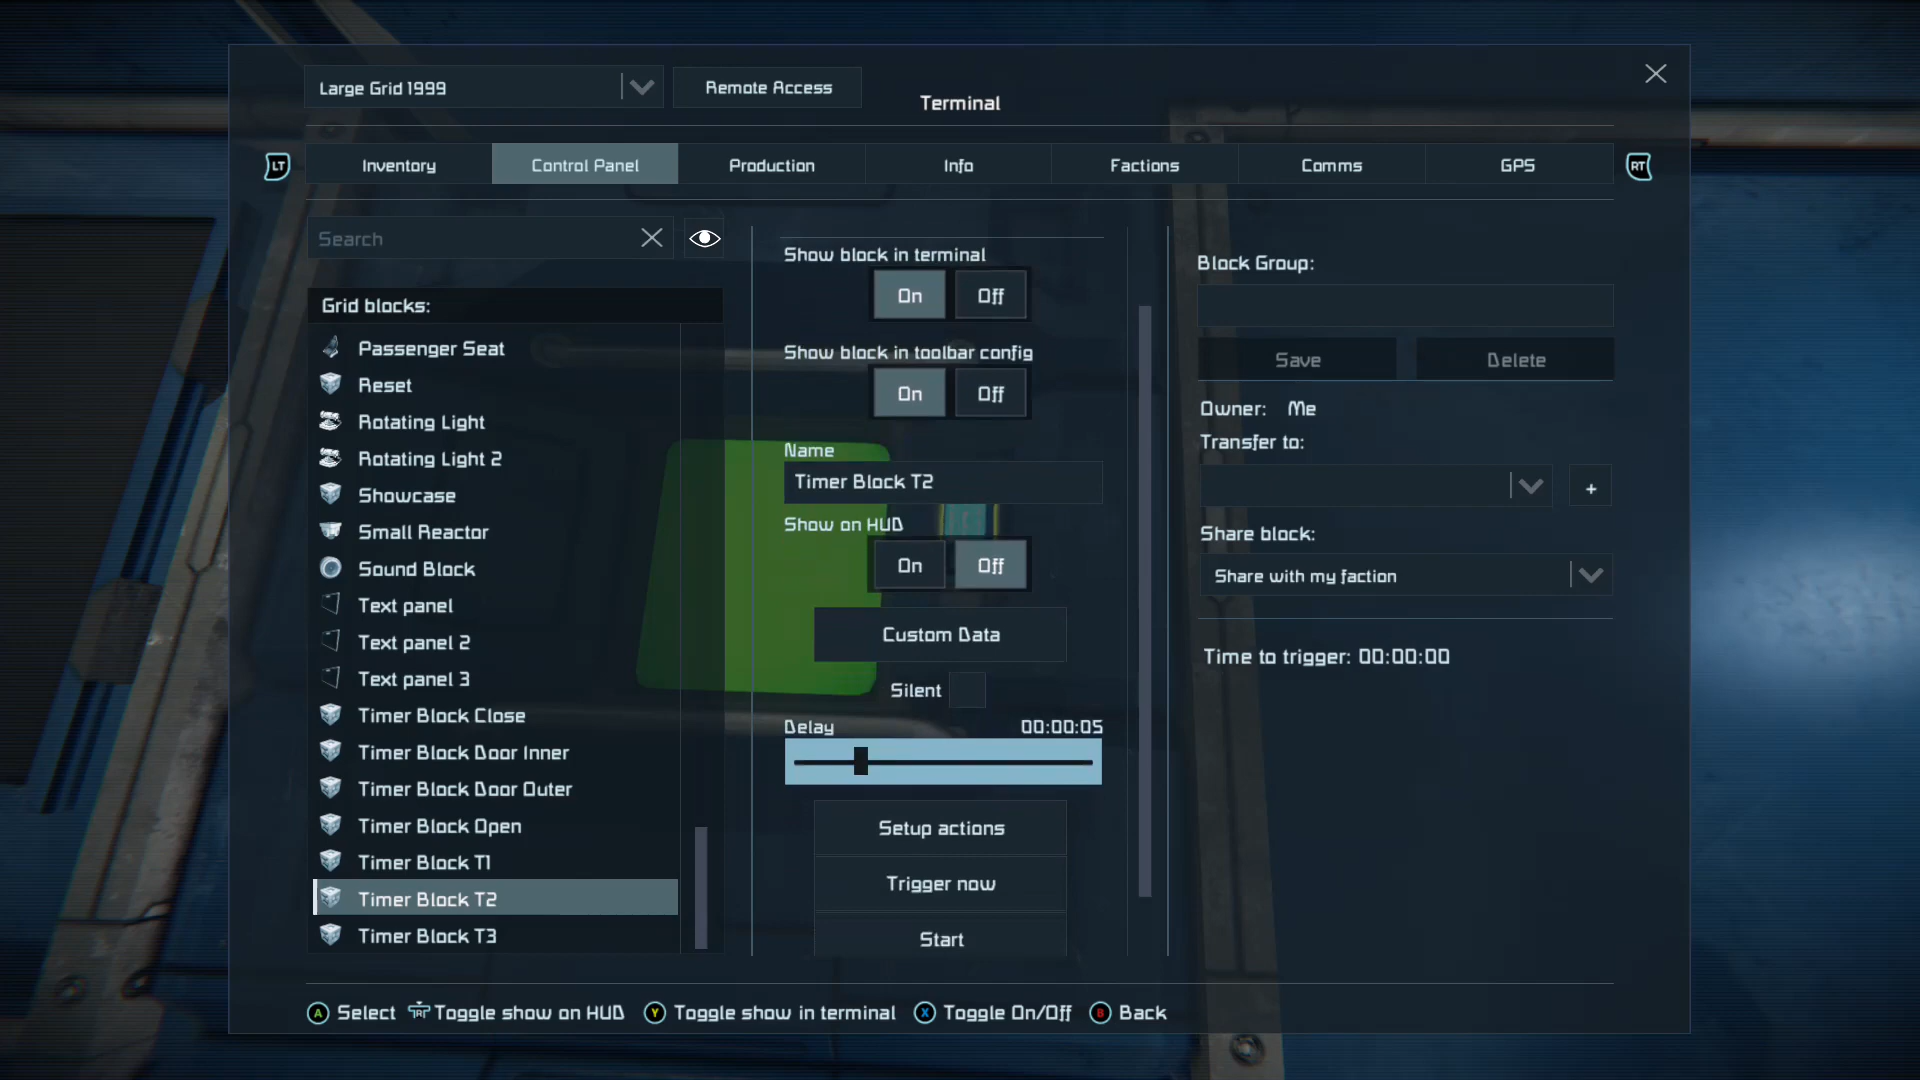 Large Grid 1999
Remote Access
Terminal
LT
Inventory
Control Panel
Production
Info
Factions
Comms
GPS
RT
Search
Grid blocks:
Passenger Seat
Reset
Rotating Light
Rotating Light 2
Showcase
Small Reactor
Sound Block
Text panel
Text panel 2
Text panel 3
Timer Block Close
Timer Block Door Inner
Timer Block Door Outer
Timer Block Open
Timer Block T1
Timer Block T2
Timer Block T3
Show block in terminal
On Off
Show block in toolbar config
On Off
Name
Timer Block T2
Show on HUD
On Off
Custom Data
Silent
Delay 00:00:05
Setup actions
Trigger now
Start
Block Group:
Save Delete
Owner: Me
Transfer to:
+
Share block:
Share with my faction
Time to trigger: 00:00:00
A Select Toggle show on HUD Y Toggle show in terminal X Toggle On/Off B Back